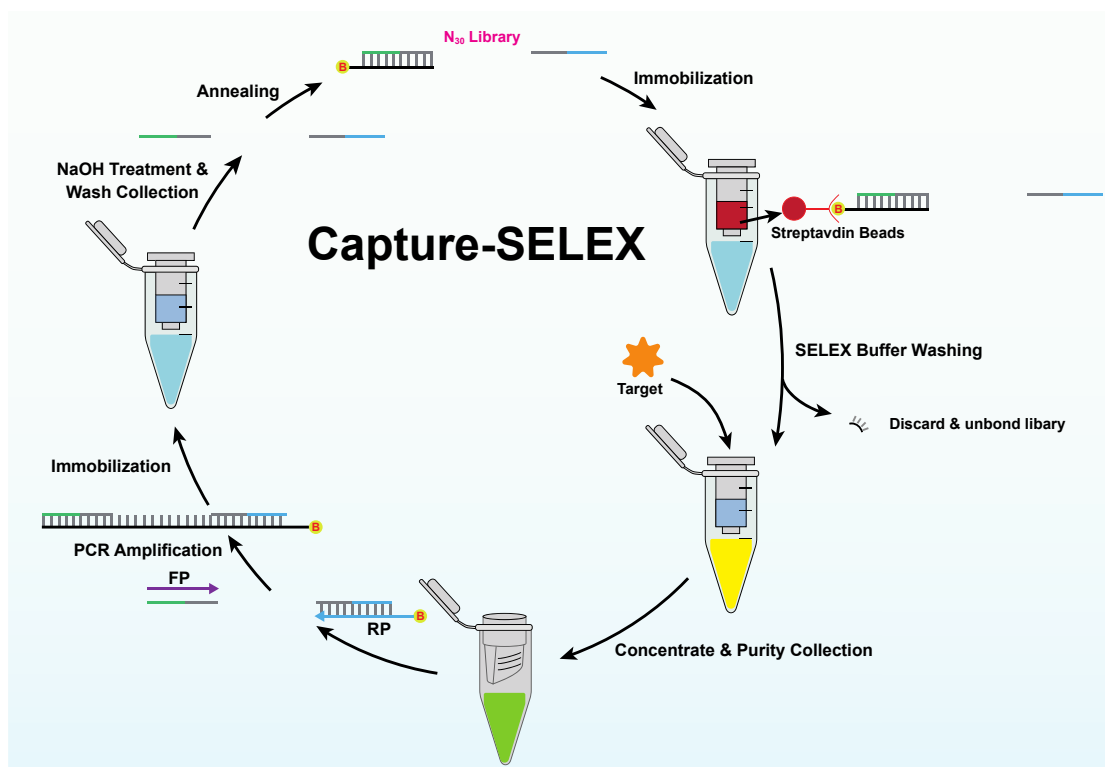 N₃₀ Library
B
Annealing
Immobilization
NaOH Treatment &
Wash Collection
Capture-SELEX
B
Streptavdin Beads
SELEX Buffer Washing
Target
Discard & unbond libary
Immobilization
B
PCR Amplification
FP
B
RP
Concentrate & Purity Collection